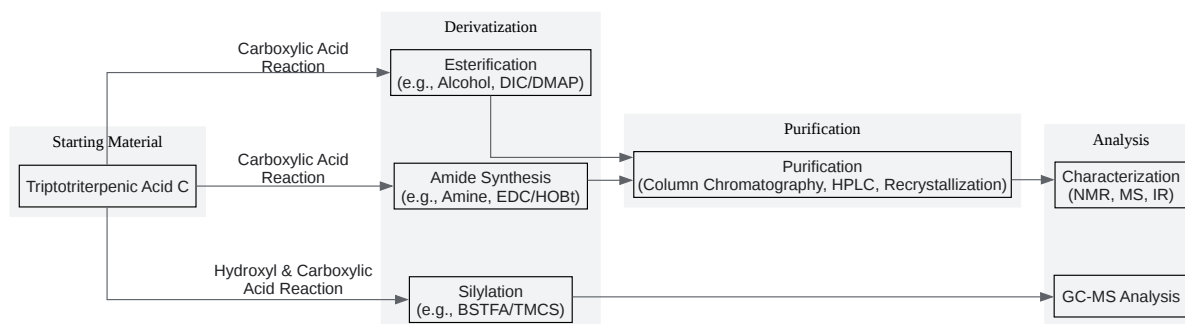 Derivatization
Carboxylic Acid
Reaction
Esterification
(e.g., Alcohol, DIC/DMAP)
Starting Material
Purification
Analysis
Triptotriterpenic Acid C
Carboxylic Acid
Reaction
Amide Synthesis
(e.g., Amine, EDC/HOBt)
Purification
(Column Chromatography, HPLC, Recrystallization)
Characterization
(NMR, MS, IR)
Hydroxyl & Carboxylic
Acid Reaction
Silylation
(e.g., BSTFA/TMCS)
GC-MS Analysis